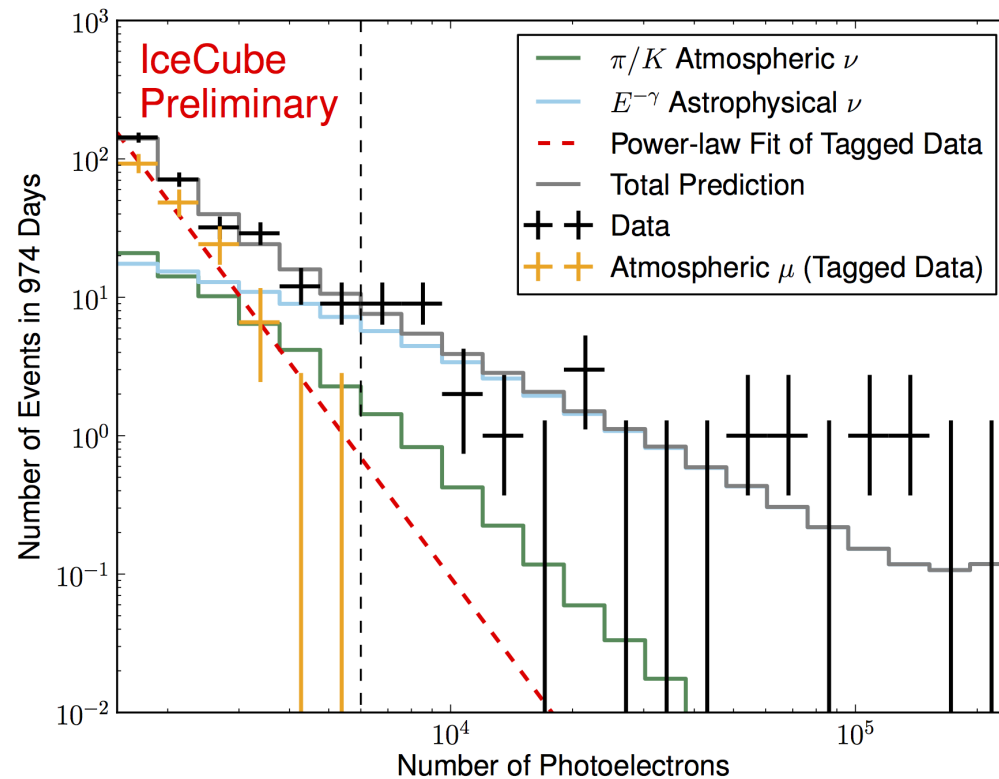 IceCube
Preliminary
π/K Atmospheric ν
E^{-γ} Astrophysical ν
Power-law Fit of Tagged Data
Total Prediction
Data
Atmospheric μ (Tagged Data)
Number of Events in 974 Days
10^3
10^2
10^1
10^0
10^{-1}
10^{-2}
10^4
10^5
Number of Photoelectrons